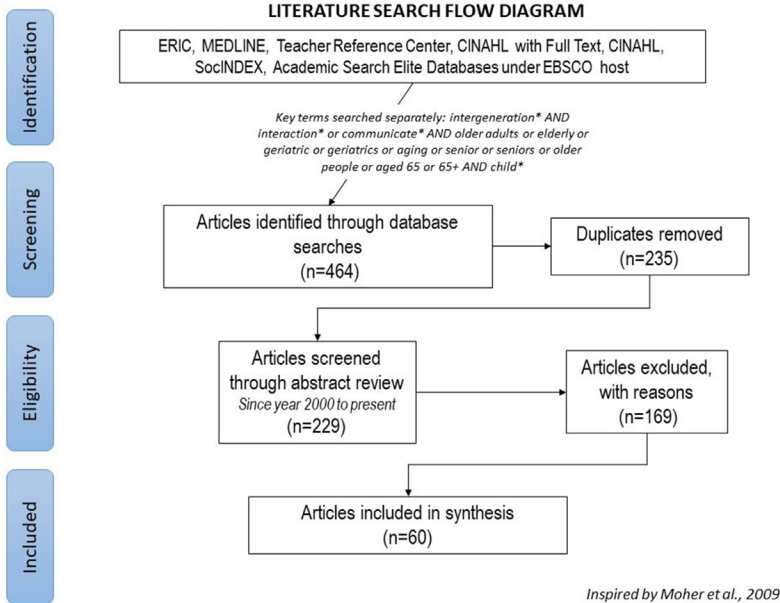 LITERATURE SEARCH FLOW DIAGRAM
Identification
ERIC, MEDLINE, Teacher Reference Center, CINAHL with Full Text, CINAHL,
SocINDEX, Academic Search Elite Databases under EBSCO host
Key terms searched separately: intergeneration* AND
interaction* or communicate* AND older adults or elderly or
geriatric or geriatrics or aging or senior or seniors or older
people or aged 65 or 65+ AND child*
Screening
Articles identified through database
searches
(n=464)
Duplicates removed
(n=235)
Eligibility
Articles screened
through abstract review
Since year 2000 to present
(n=229)
Articles excluded,
with reasons
(n=169)
Included
Articles included in synthesis
(n=60)
Inspired by Moher et al., 2009